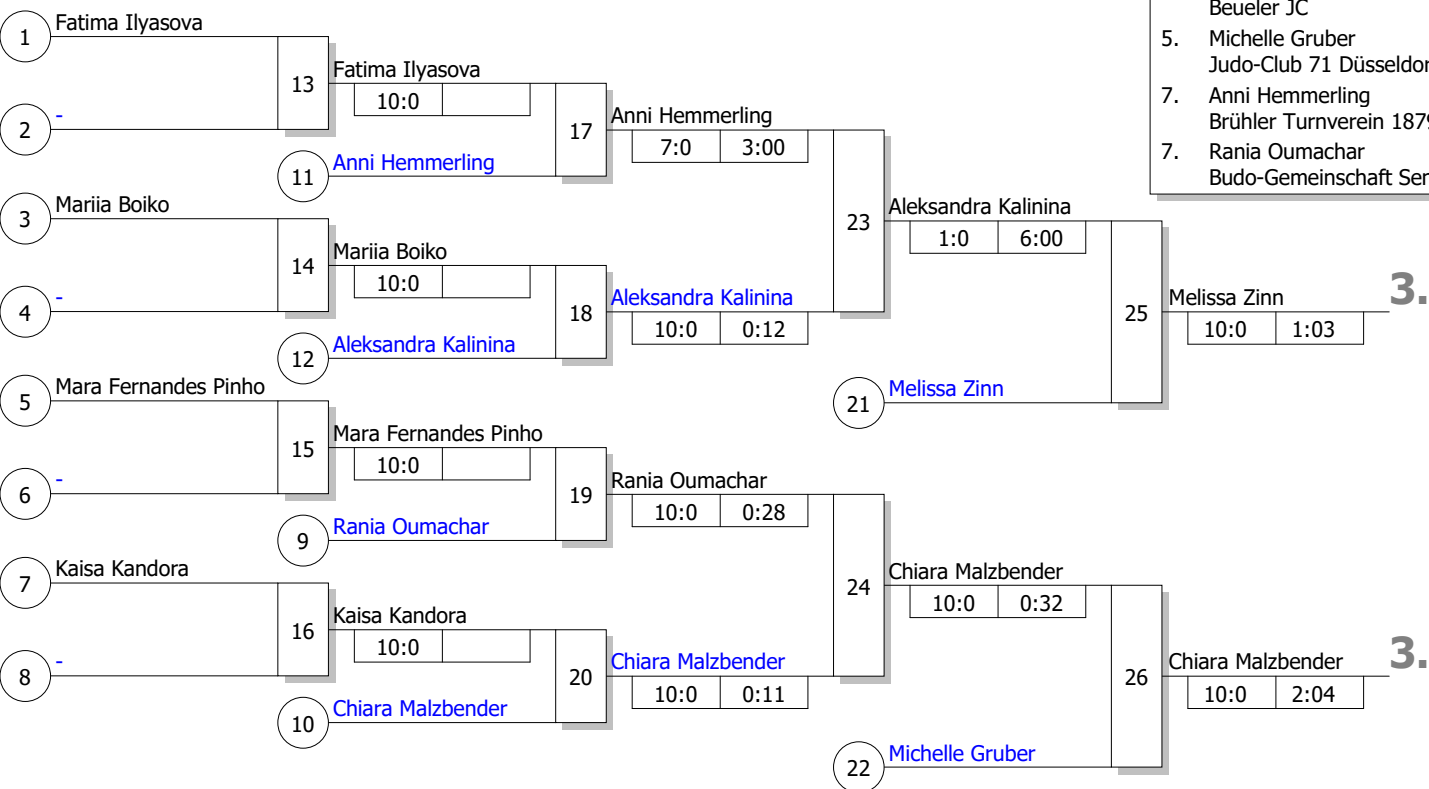 Beueler JC
5. Michelle Gruber
Judo-Club 71 Düsseldor
7. Anni Hemmerling
Brühler Turnverein 1879
7. Rania Oumachar
Budo-Gemeinschaft Ser
1 Fatima Ilyasova
2 -
13 Fatima Ilyasova
10:0
11 Anni Hemmerling
17 Anni Hemmerling
7:0 3:00
3 Mariia Boiko
4 -
14 Mariia Boiko
10:0
12 Aleksandra Kalinina
18 Aleksandra Kalinina
10:0 0:12
23 Aleksandra Kalinina
1:0 6:00
21 Melissa Zinn
25 Melissa Zinn 3.
10:0 1:03
5 Mara Fernandes Pinho
6 -
15 Mara Fernandes Pinho
10:0
9 Rania Oumachar
19 Rania Oumachar
10:0 0:28
7 Kaisa Kandora
8 -
16 Kaisa Kandora
10:0
10 Chiara Malzbender
20 Chiara Malzbender
10:0 0:11
24 Chiara Malzbender
10:0 0:32
22 Michelle Gruber
26 Chiara Malzbender 3.
10:0 2:04